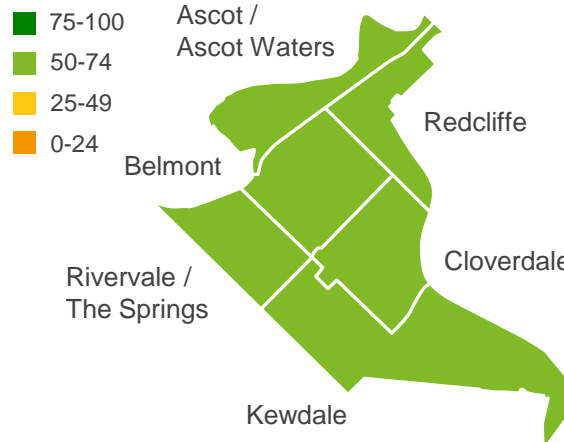 75-100
50-74
25-49
0-24
Ascot /
Ascot Waters
Redcliffe
Belmont
Cloverdale
Rivervale /
The Springs
Kewdale